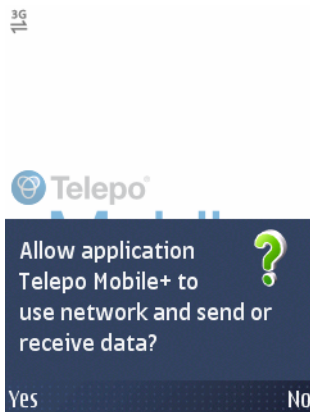 3G
Telepo®
Allow application
Telepo Mobile+ to
use network and send or
receive data?
Yes No